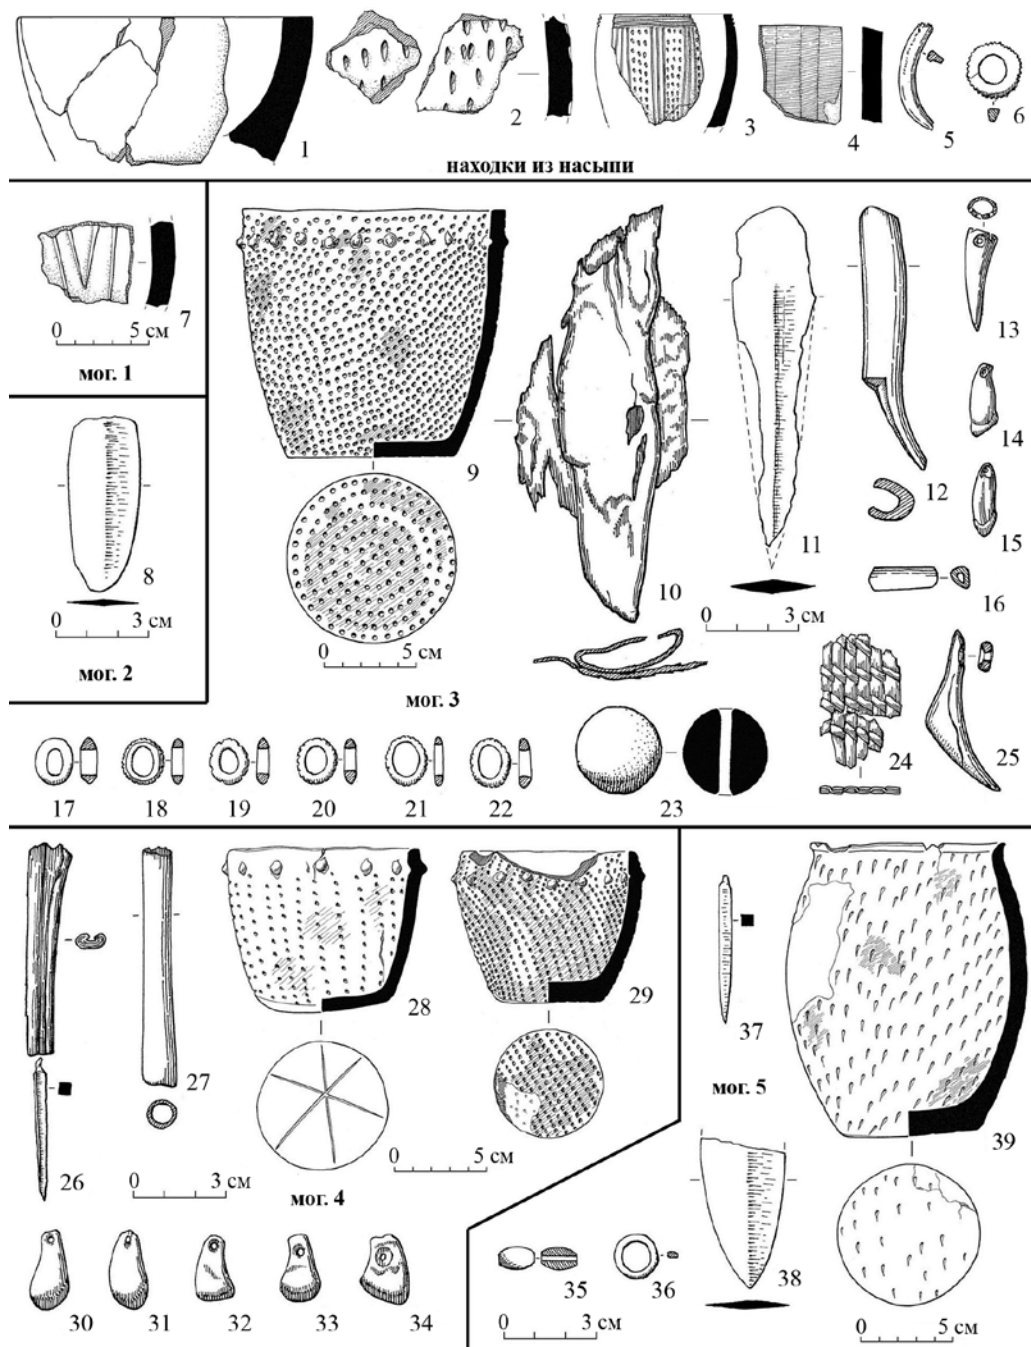 1
2
3
4
5
6
находки из насыпи
7
0 5 см
мог. 1
8
0 3 см
мог. 2
9
0 5 см
мог. 3
10
11
0 3 см
12
13
14
15
16
17
18
19
20
21
22
23
24
25
26
27
0 3 см
28
29
0 5 см
мог. 4
30
31
32
33
34
35
36
0 3 см
37
мог. 5
38
39
0 5 см